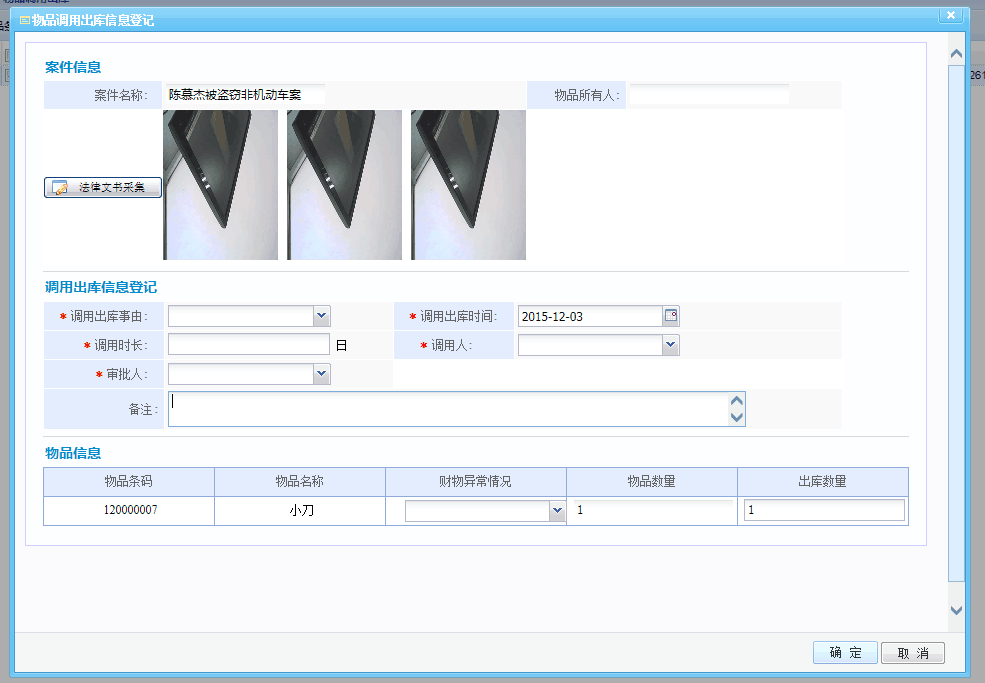 物品调用出库信息登记
案件信息
案件名称: 陈慕杰被盗窃非机动车案 物品所有人:
法律文书采集
调用出库信息登记
* 调用出库事由: * 调用出库时间: 2015-12-03
* 调用时长: 日 * 调用人:
* 审批人:
备注:
物品信息
物品条码 物品名称 财物异常情况 物品数量 出库数量
120000007 小刀 1 1
确 定 取 消